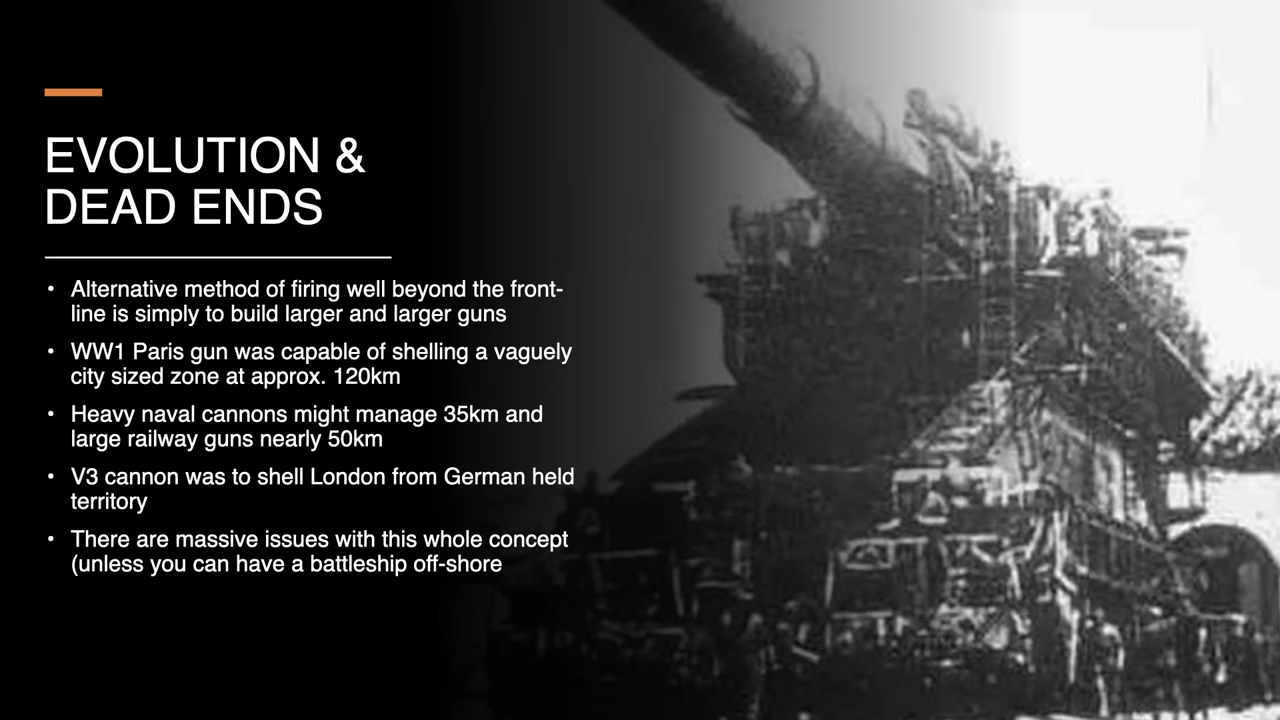 EVOLUTION &
DEAD ENDS
• Alternative method of firing well beyond the front-
line is simply to build larger and larger guns
• WW1 Paris gun was capable of shelling a vaguely
city sized zone at approx. 120km
• Heavy naval cannons might manage 35km and
large railway guns nearly 50km
• V3 cannon was to shell London from German held
territory
• There are massive issues with this whole concept
(unless you can have a battleship off-shore